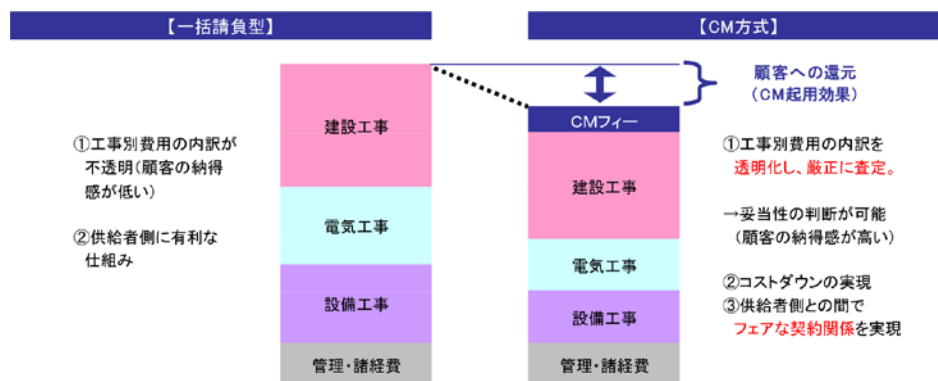 【一括請負型】
①工事別費用の内訳が
不透明(顧客の納得
感が低い)
②供給者側に有利な
仕組み
建設工事
電気工事
設備工事
管理・諸経費
【CM方式】
顧客への還元
(CM起用効果)
CMフィー
建設工事
電気工事
設備工事
管理・諸経費
①工事別費用の内訳を
透明化し、厳正に査定。
→妥当性の判断が可能
(顧客の納得感が高い)
②コストダウンの実現
③供給者側との間で
フェアな契約関係を実現